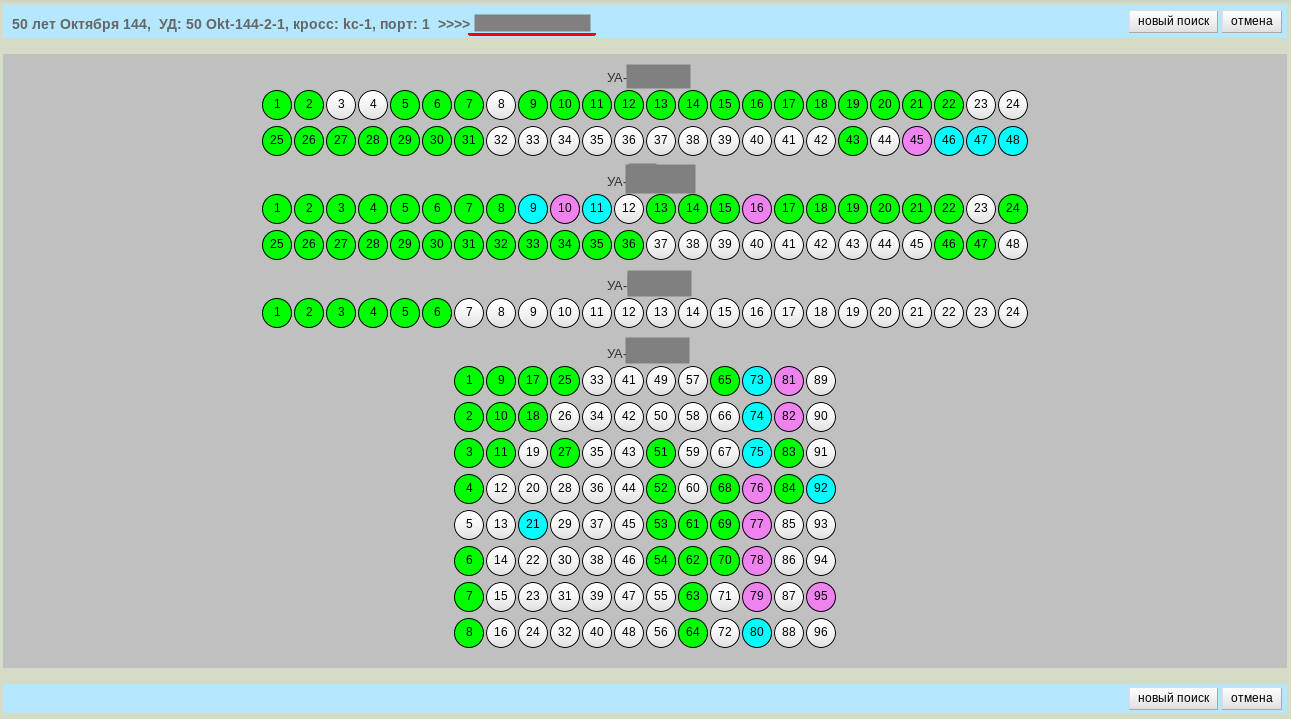 50 лет Октября 144, УД: 50 Okt-144-2-1, кросс: kc-1, порт: 1 >>>>
новый поиск отмена
УА-
1 2 3 4 5 6 7 8 9 10 11 12 13 14 15 16 17 18 19 20 21 22 23 24
25 26 27 28 29 30 31 32 33 34 35 36 37 38 39 40 41 42 43 44 45 46 47 48
УА-
1 2 3 4 5 6 7 8 9 10 11 12 13 14 15 16 17 18 19 20 21 22 23 24
25 26 27 28 29 30 31 32 33 34 35 36 37 38 39 40 41 42 43 44 45 46 47 48
УА-
1 2 3 4 5 6 7 8 9 10 11 12 13 14 15 16 17 18 19 20 21 22 23 24
УА-
1 9 17 25 33 41 49 57 65 73 81 89
2 10 18 26 34 42 50 58 66 74 82 90
3 11 19 27 35 43 51 59 67 75 83 91
4 12 20 28 36 44 52 60 68 76 84 92
5 13 21 29 37 45 53 61 69 77 85 93
6 14 22 30 38 46 54 62 70 78 86 94
7 15 23 31 39 47 55 63 71 79 87 95
8 16 24 32 40 48 56 64 72 80 88 96
новый поиск отмена